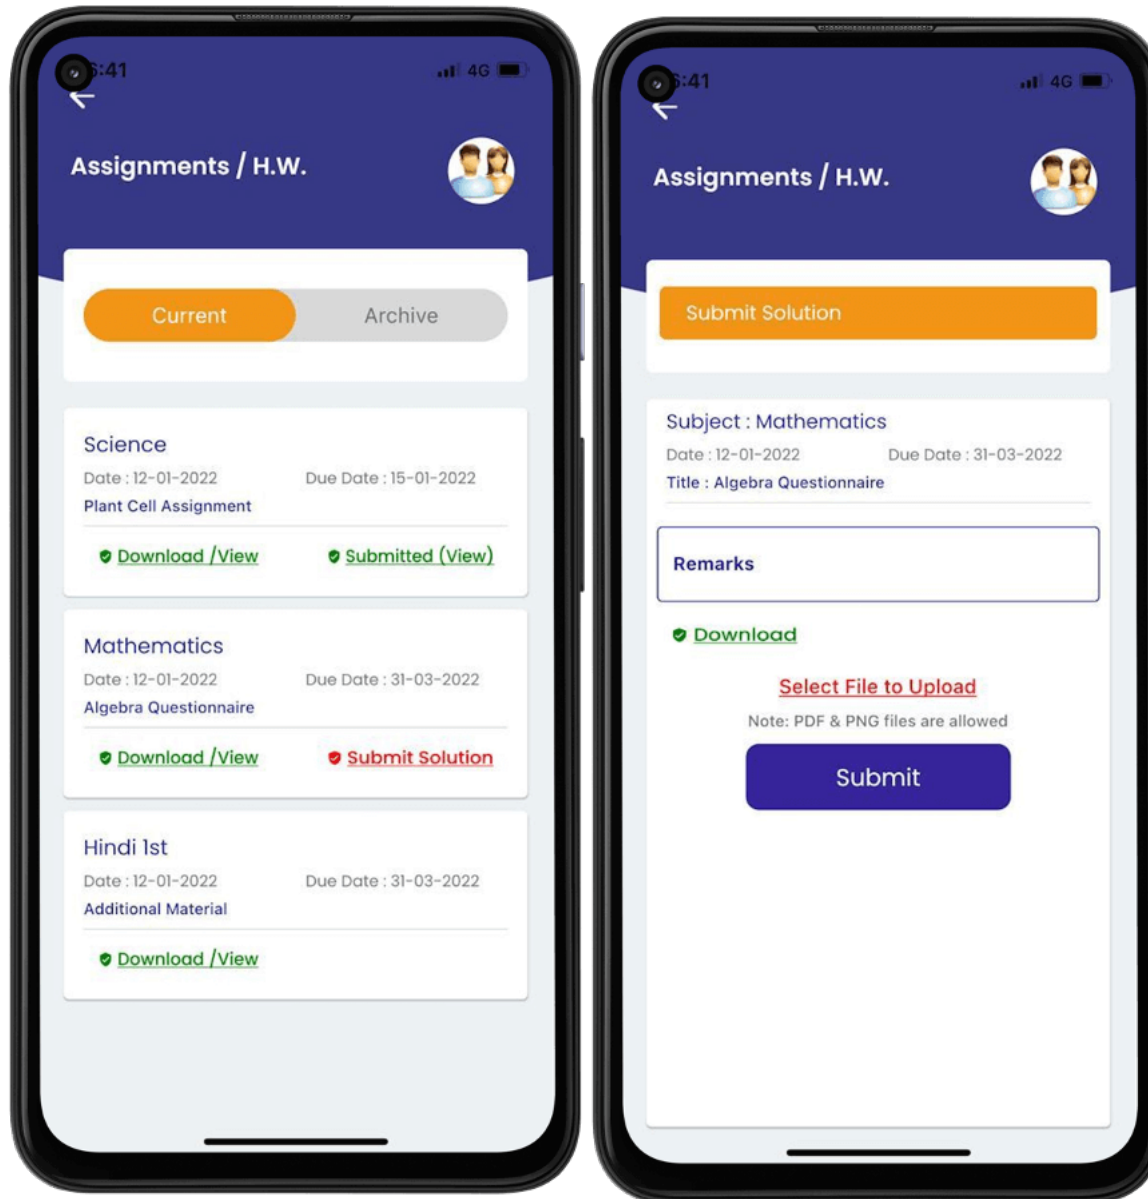 :41 4G
Assignments / H.W.
Current Archive
Science
Date : 12-01-2022 Due Date : 15-01-2022
Plant Cell Assignment
Download /View Submitted (View)
Mathematics
Date : 12-01-2022 Due Date : 31-03-2022
Algebra Questionnaire
Download /View Submit Solution
Hindi 1st
Date : 12-01-2022 Due Date : 31-03-2022
Additional Material
Download /View
:41 4G
Assignments / H.W.
Submit Solution
Subject : Mathematics
Date : 12-01-2022 Due Date : 31-03-2022
Title : Algebra Questionnaire
Remarks
Download
Select File to Upload
Note: PDF & PNG files are allowed
Submit